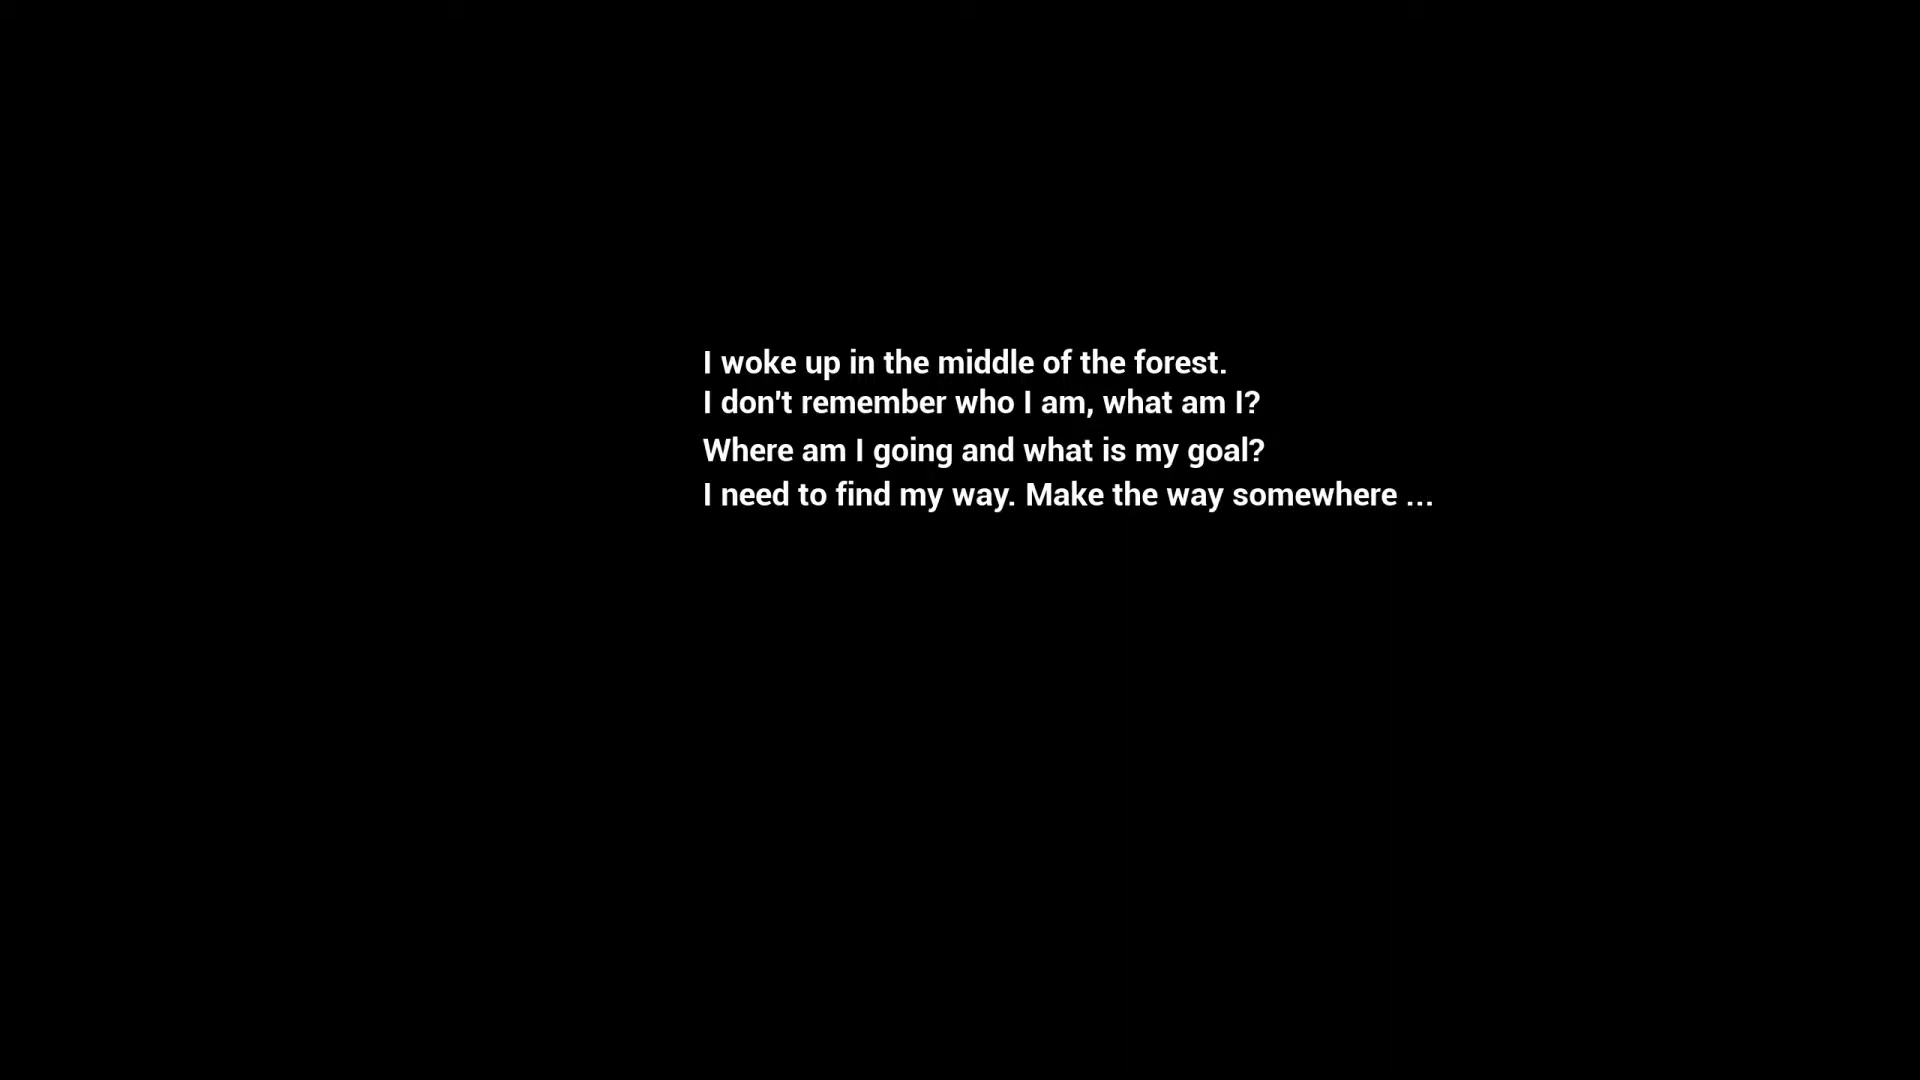 I woke up in the middle of the forest.
I don't remember who I am, what am I?
Where am I going and what is my goal?
I need to find my way. Make the way somewhere ...